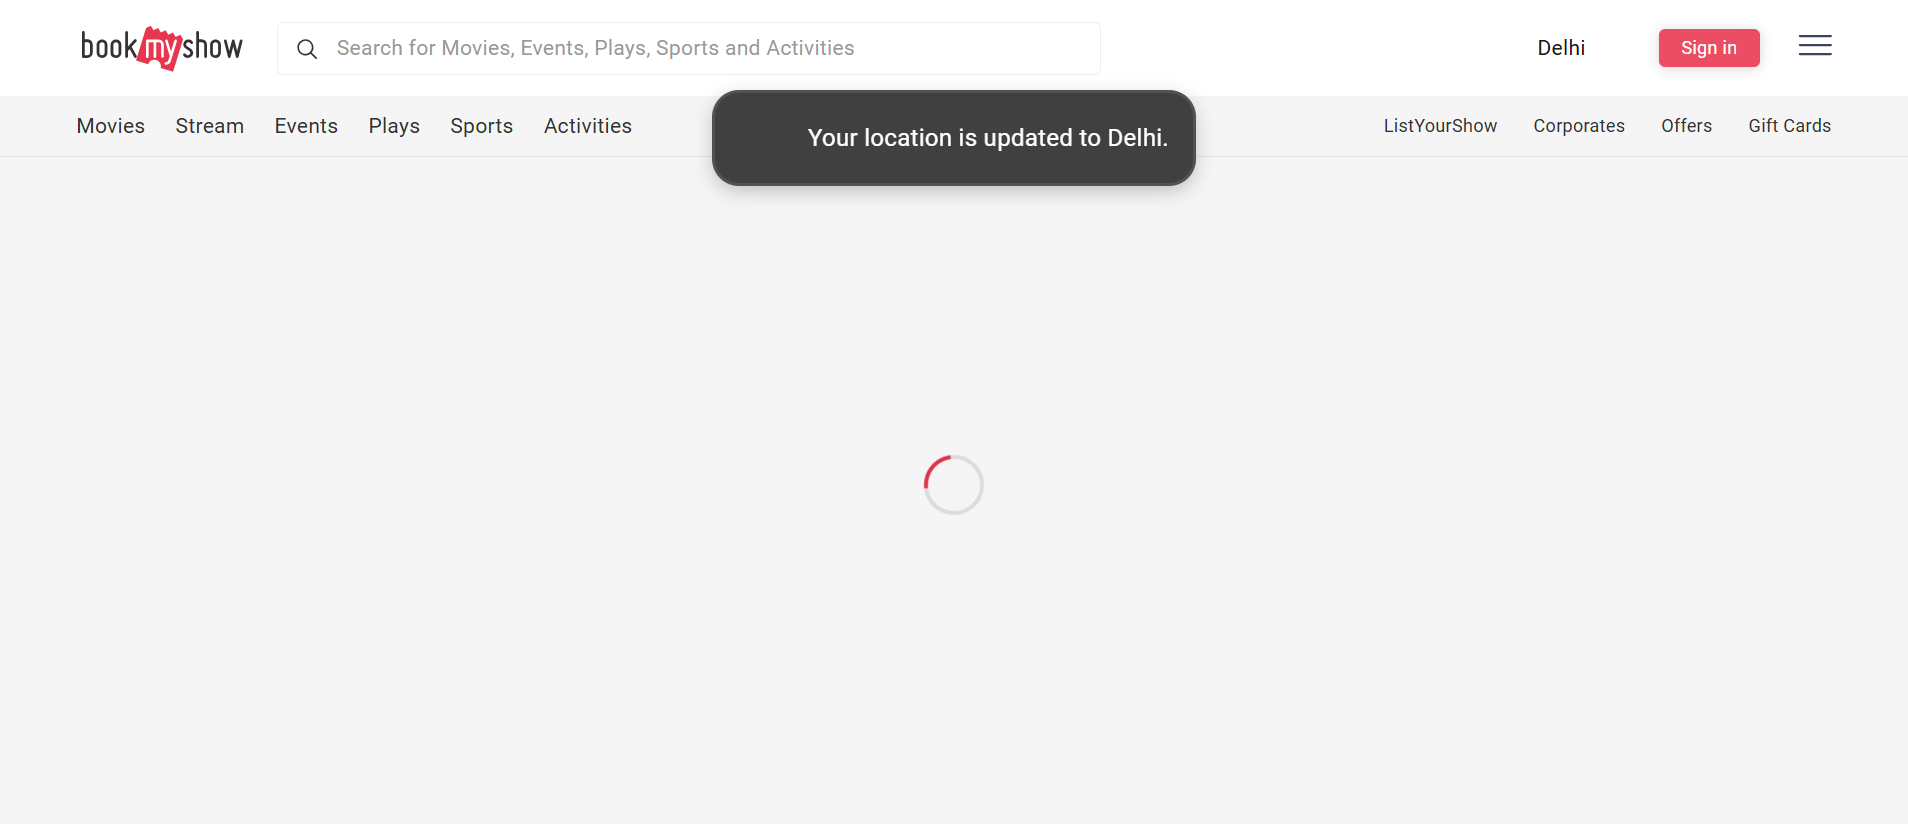 bookmyshow
Search for Movies, Events, Plays, Sports and Activities
Delhi
Sign in
Movies
Stream
Events
Plays
Sports
Activities
Your location is updated to Delhi.
ListYourShow
Corporates
Offers
Gift Cards